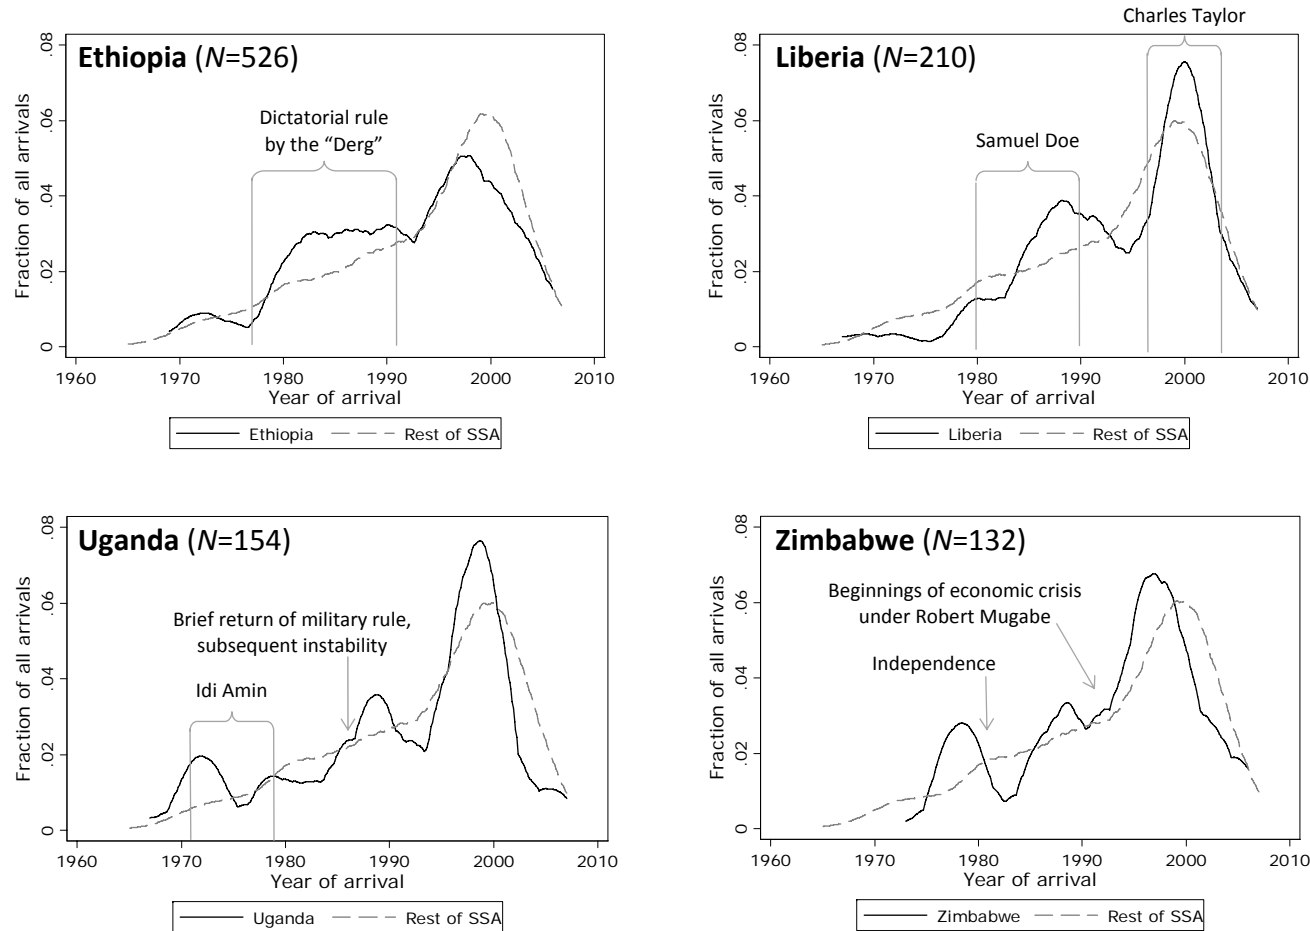 Ethiopia (N=526)
Dictatorial rule
by the “Derg”
Fraction of all arrivals
.08
.06
.04
.02
0
1960 1970 1980 1990 2000 2010
Year of arrival
Ethiopia Rest of SSA
Charles Taylor
Liberia (N=210)
Samuel Doe
Fraction of all arrivals
.08
.06
.04
.02
0
1960 1970 1980 1990 2000 2010
Year of arrival
Liberia Rest of SSA
Uganda (N=154)
Brief return of military rule,
subsequent instability
Idi Amin
Fraction of all arrivals
.08
.06
.04
.02
0
1960 1970 1980 1990 2000 2010
Year of arrival
Uganda Rest of SSA
Zimbabwe (N=132)
Beginnings of economic crisis
under Robert Mugabe
Independence
Fraction of all arrivals
.08
.06
.04
.02
0
1960 1970 1980 1990 2000 2010
Year of arrival
Zimbabwe Rest of SSA